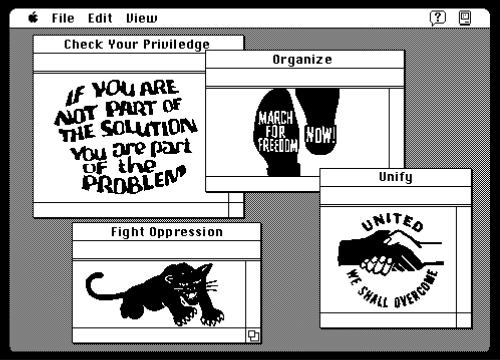 File Edit View
Check Your Priviledge
IF YOU ARE
NOT PART OF
THE SOLUTION
You are part
OF the
PROBLEM
Organize
MARCH
FOR
FREEDOM
NOW!
Unify
UNITED
WE SHALL OVERCOME
Fight Oppression